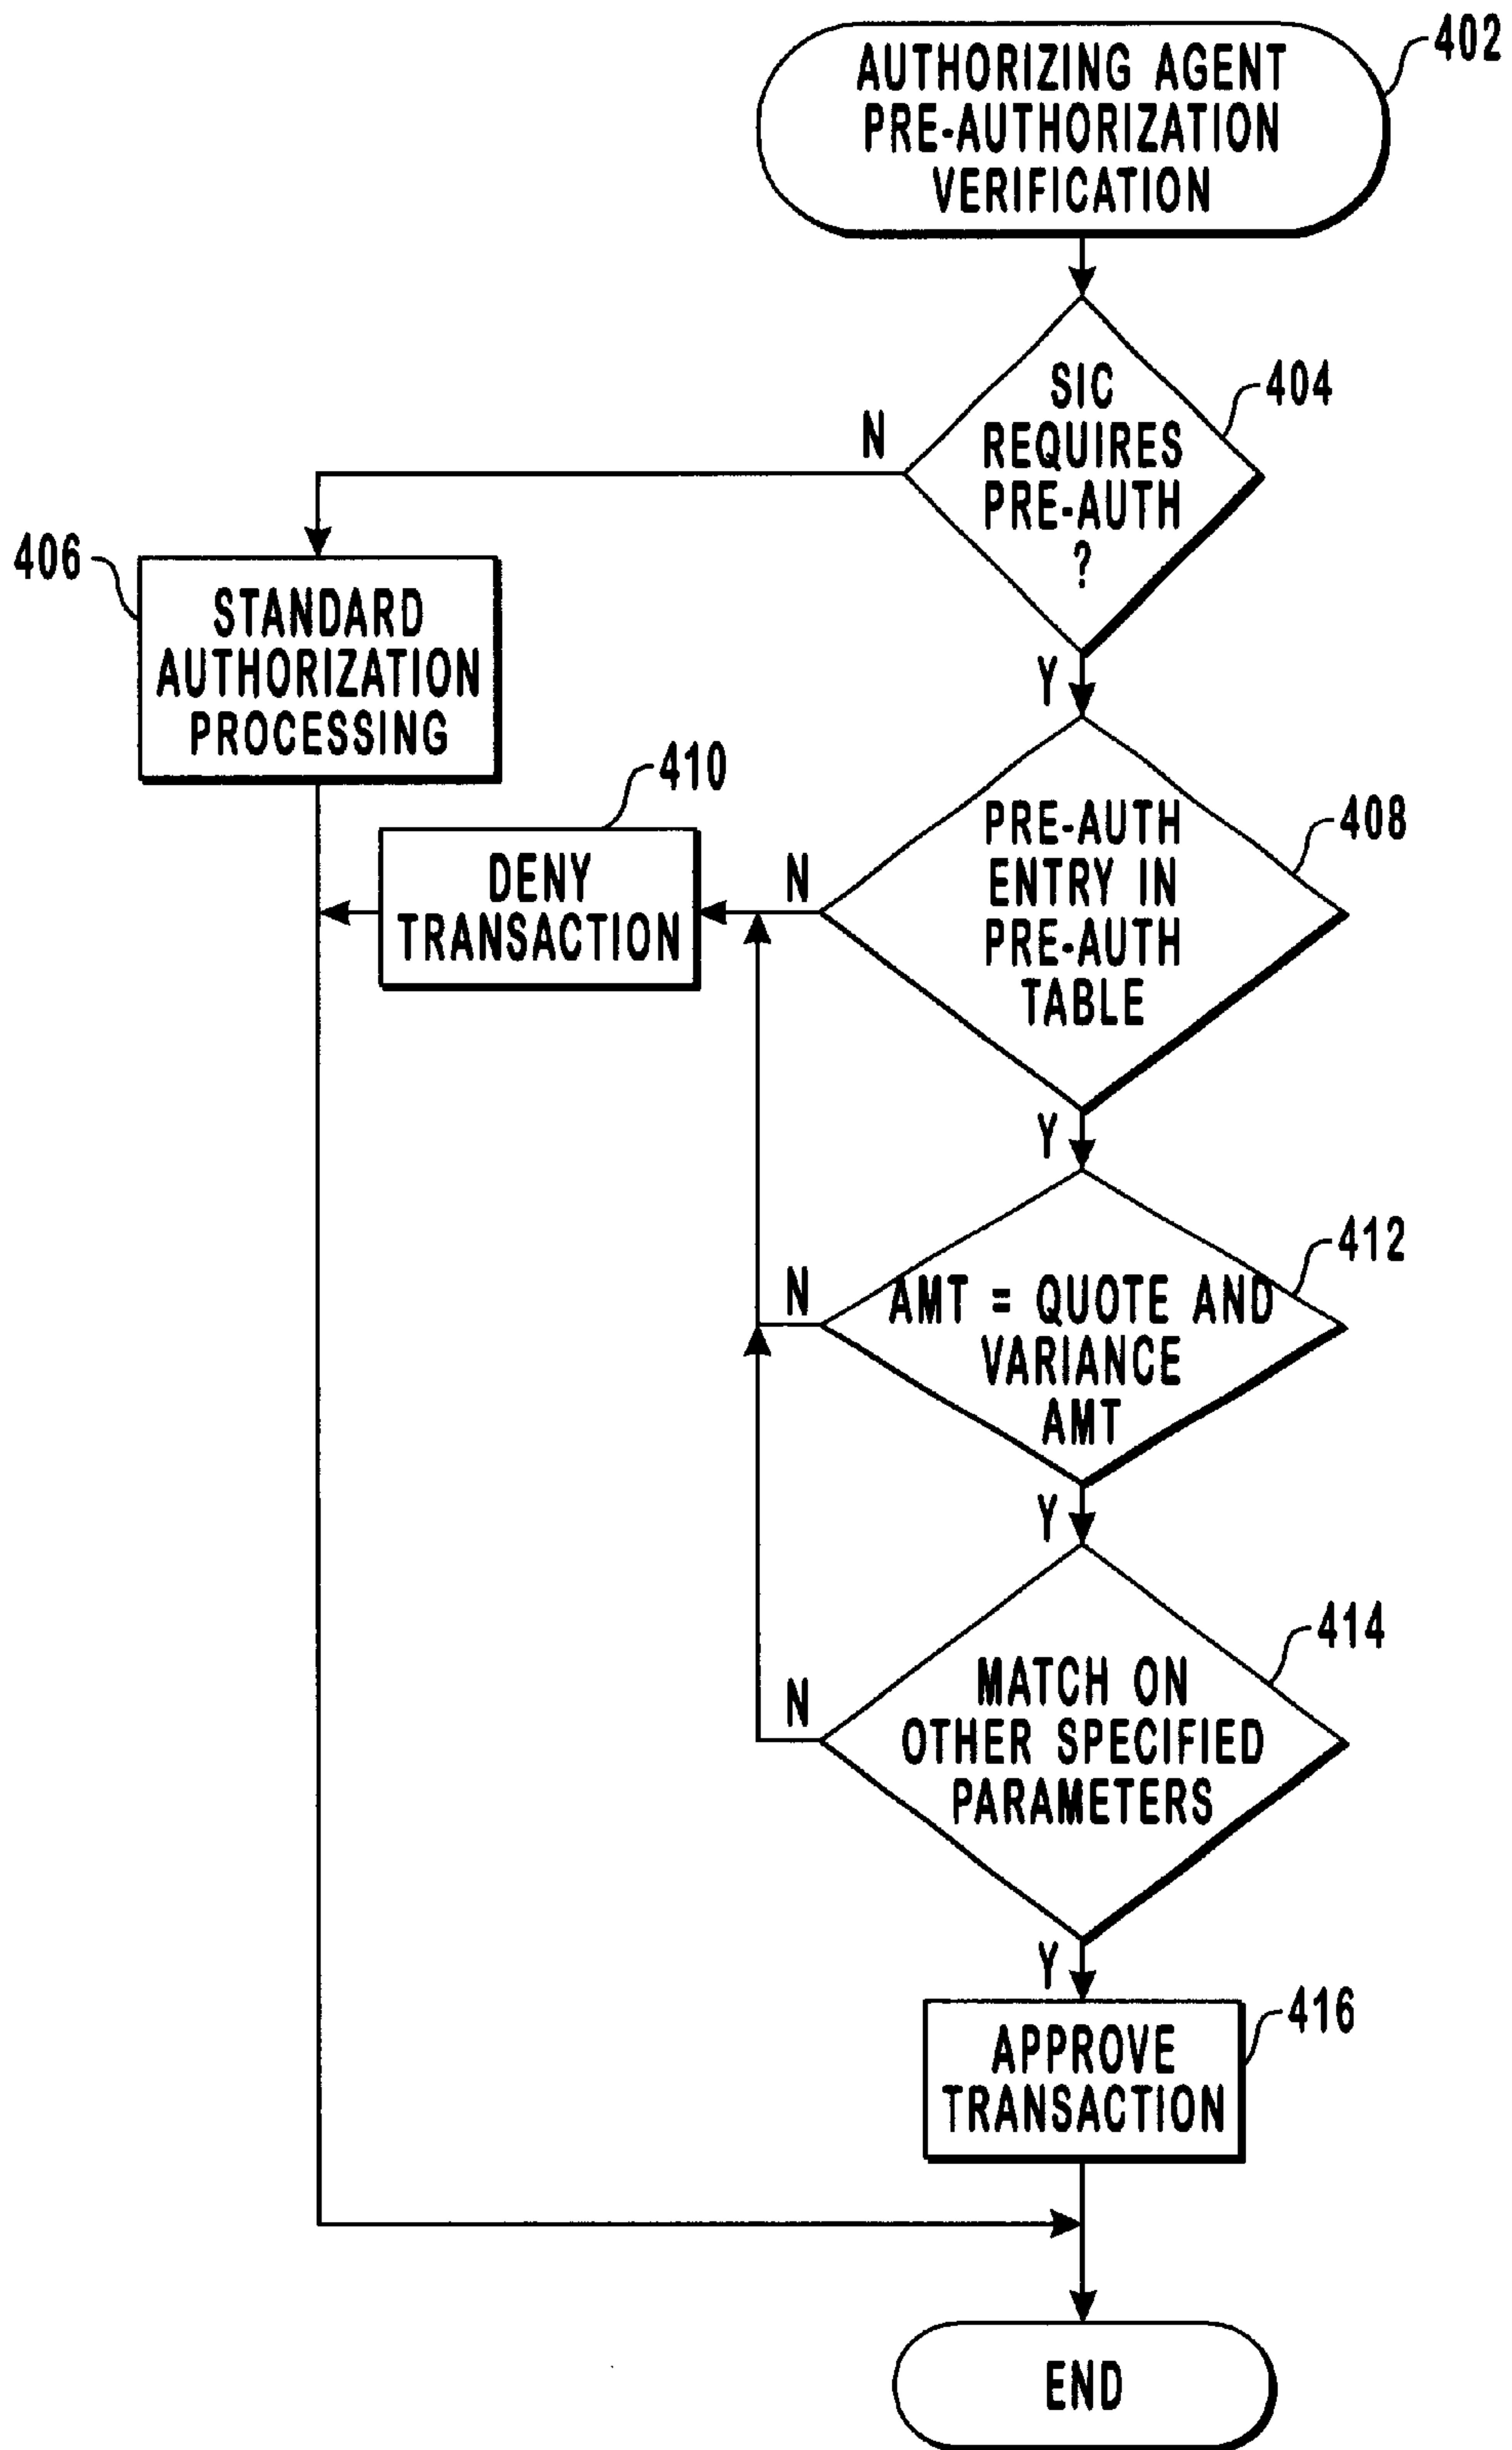 402
AUTHORIZING AGENT
PRE-AUTHORIZATION
VERIFICATION
404
SIC
REQUIRES
PRE-AUTH
?
N
Y
406
STANDARD
AUTHORIZATION
PROCESSING
410
DENY
TRANSACTION
N
408
PRE-AUTH
ENTRY IN
PRE-AUTH
TABLE
Y
412
N
AMT = QUOTE AND
VARIANCE
AMT
Y
414
N
MATCH ON
OTHER SPECIFIED
PARAMETERS
Y
416
APPROVE
TRANSACTION
END